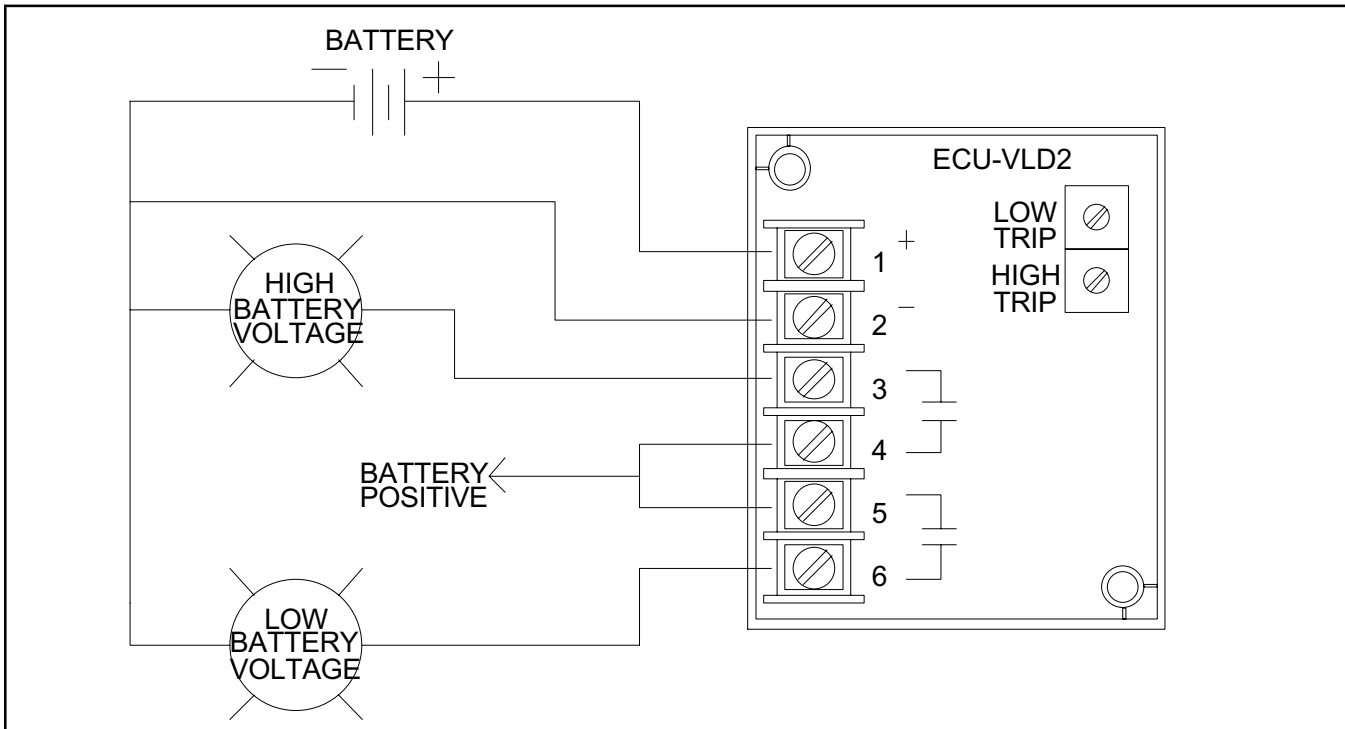 BATTERY
− +
ECU-VLD2
LOW
TRIP
HIGH
TRIP
1 +
2 −
3
4
5
6
HIGH
BATTERY
VOLTAGE
BATTERY
POSITIVE
LOW
BATTERY
VOLTAGE